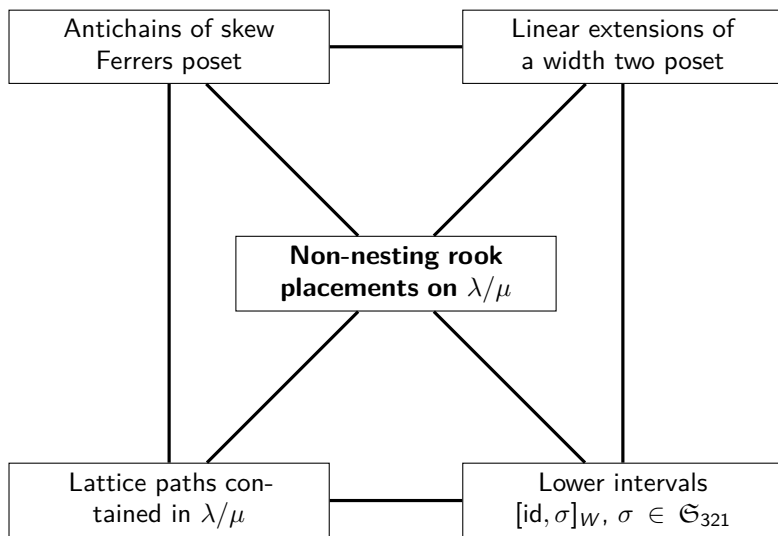 Antichains of skew
Ferrers poset
Linear extensions of
a width two poset
Non-nesting rook
placements on λ/μ
Lattice paths con-
tained in λ/μ
Lower intervals
[id, σ]_W, σ ∈ 𝔖_321